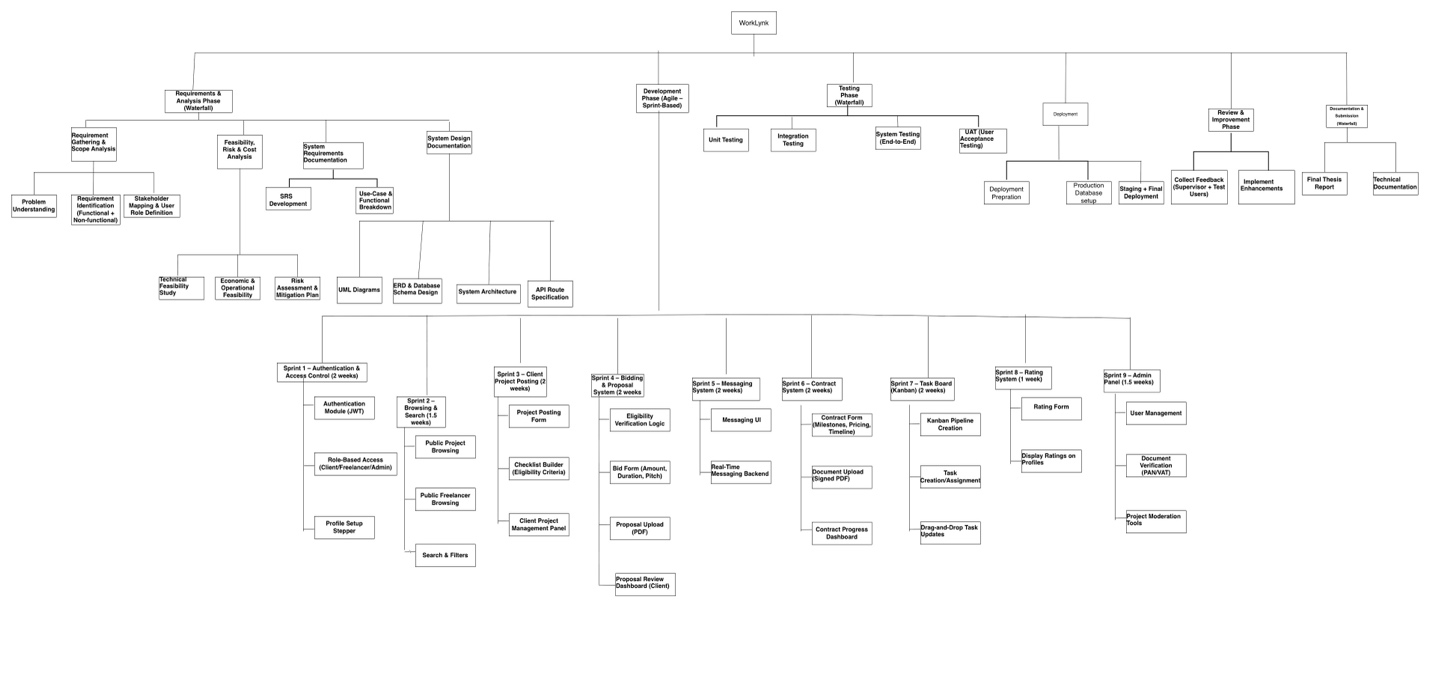 WorkLynk
Requirements &
Analysis Phase
(Waterfall)
Development
Phase (Agile –
Sprint-Based)
Testing
Phase
(Waterfall)
Deployment
Review &
Improvement
Phase
Documentation &
Submission
(Waterfall)
Requirement
Gathering &
Scope Analysis
Feasibility,
Risk & Cost
Analysis
System
Requirements
Documentation
System Design
Documentation
Unit Testing
Integration
Testing
System Testing
(End-to-End)
UAT (User
Acceptance
Testing)
Deployment
Prepration
Production
Database
setup
Staging + Final
Deployment
Collect Feedback
(Supervisor + Test
Users)
Implement
Enhancements
Final Thesis
Report
Technical
Documentation
Problem
Understanding
Requirement
Identification
(Functional +
Non-functional)
Stakeholder
Mapping & User
Role Definition
SRS
Development
Use-Case &
Functional
Breakdown
Technical
Feasibility
Study
Economic &
Operational
Feasibility
Risk
Assessment &
Mitigation Plan
UML Diagrams
ERD & Database
Schema Design
System Architecture
API Route
Specification
Sprint 1 – Authentication &
Access Control (2 weeks)
Authentication
Module (JWT)
Role-Based Access
(Client/Freelancer/Admin)
Profile Setup
Stepper
Sprint 2 –
Browsing &
Search (1.5
weeks)
Public Project
Browsing
Public Freelancer
Browsing
Search & Filters
Sprint 3 – Client
Project Posting (2
weeks)
Project Posting
Form
Checklist Builder
(Eligibility Criteria)
Client Project
Management Panel
Sprint 4 – Bidding
& Proposal
System (2 weeks
Eligibility
Verification Logic
Bid Form (Amount,
Duration, Pitch)
Proposal Upload
(PDF)
Proposal Review
Dashboard (Client)
Sprint 5 – Messaging
System (2 weeks)
Messaging UI
Real-Time
Messaging Backend
Sprint 6 – Contract
System (2 weeks)
Contract Form
(Milestones, Pricing,
Timeline)
Document Upload
(Signed PDF)
Contract Progress
Dashboard
Sprint 7 – Task Board
(Kanban) (2 weeks)
Kanban Pipeline
Creation
Task
Creation/Assignment
Drag-and-Drop Task
Updates
Sprint 8 – Rating
System (1 week)
Rating Form
Display Ratings on
Profiles
Sprint 9 – Admin
Panel (1.5 weeks)
User Management
Document
Verification
(PAN/VAT)
Project Moderation
Tools